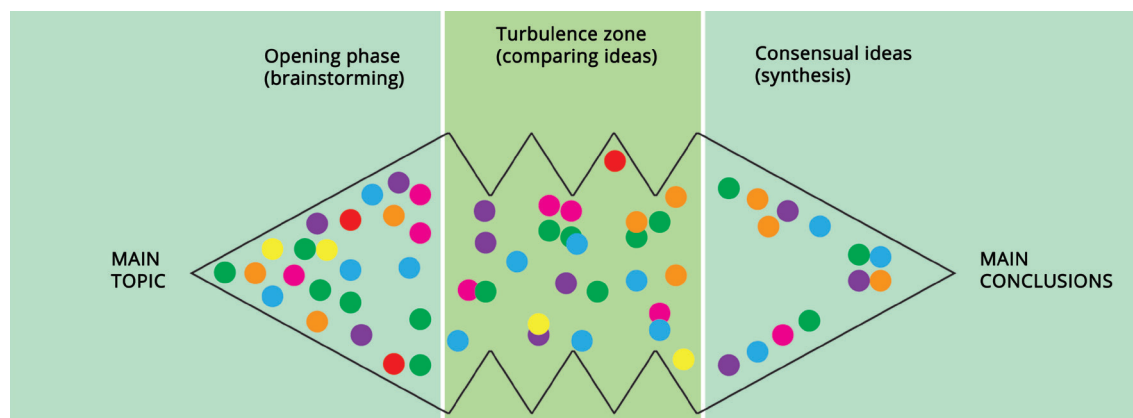 Opening phase
(brainstorming)
Turbulence zone
(comparing ideas)
Consensual ideas
(synthesis)
MAIN
TOPIC
MAIN
CONCLUSIONS